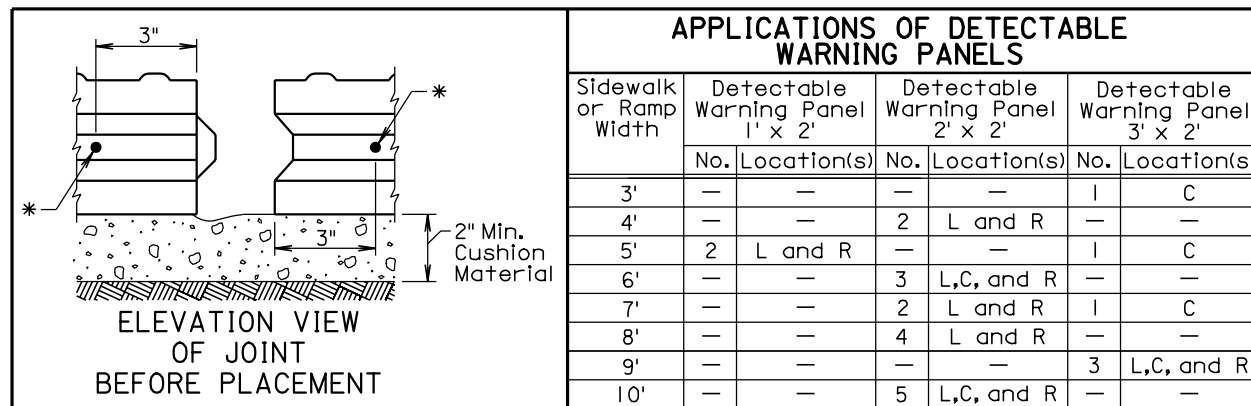 3"
*
*
3"
2" Min.
Cushion
Material
ELEVATION VIEW
OF JOINT
BEFORE PLACEMENT
APPLICATIONS OF DETECTABLE
WARNING PANELS
Sidewalk or Ramp Width Detectable Warning Panel 1' x 2' Detectable Warning Panel 2' x 2' Detectable Warning Panel 3' x 2'
No. Location(s) No. Location(s) No. Location(s)
3' — — — — 1 C
4' — — 2 L and R — —
5' 2 L and R — — 1 C
6' — — 3 L,C, and R — —
7' — — 2 L and R 1 C
8' — — 4 L and R — —
9' — — — — 3 L,C, and R
10' — — 5 L,C, and R — —